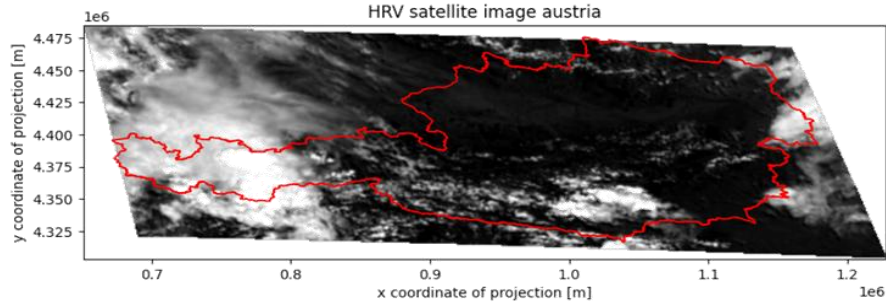 HRV satellite image austria
1e6
4.475
4.450
4.425
4.400
4.375
4.350
4.325
y coordinate of projection [m]
0.7 0.8 0.9 1.0 1.1 1.2
x coordinate of projection [m]
1e6